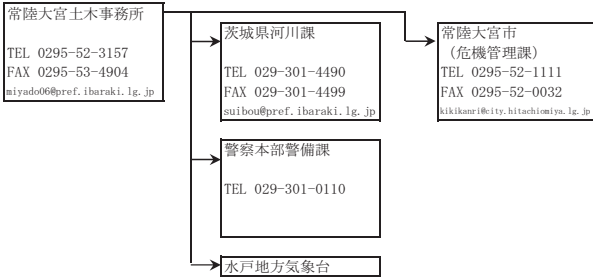 常陸大宮土木事務所
TEL 0295-52-3157
FAX 0295-53-4904
miyado06@pref.ibaraki.lg.jp
茨城県河川課
TEL 029-301-4490
FAX 029-301-4499
suibou@pref.ibaraki.lg.jp
常陸大宮市
（危機管理課）
TEL 0295-52-1111
FAX 0295-52-0032
kikikanri@city.hitachiomiya.lg.jp
警察本部警備課
TEL 029-301-0110
水戸地方気象台